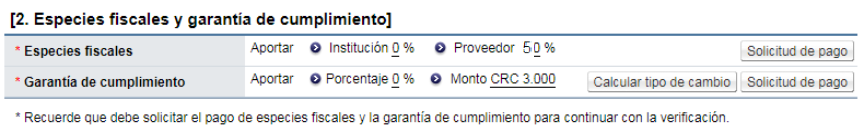 [2. Especies fiscales y garantía de cumplimiento]
* Especies fiscales Aportar Institución 0 % Proveedor 50 % Solicitud de pago
* Garantía de cumplimiento Aportar Porcentaje 0 % Monto CRC 3.000 Calcular tipo de cambio Solicitud de pago
* Recuerde que debe solicitar el pago de especies fiscales y la garantía de cumplimiento para continuar con la verificación.